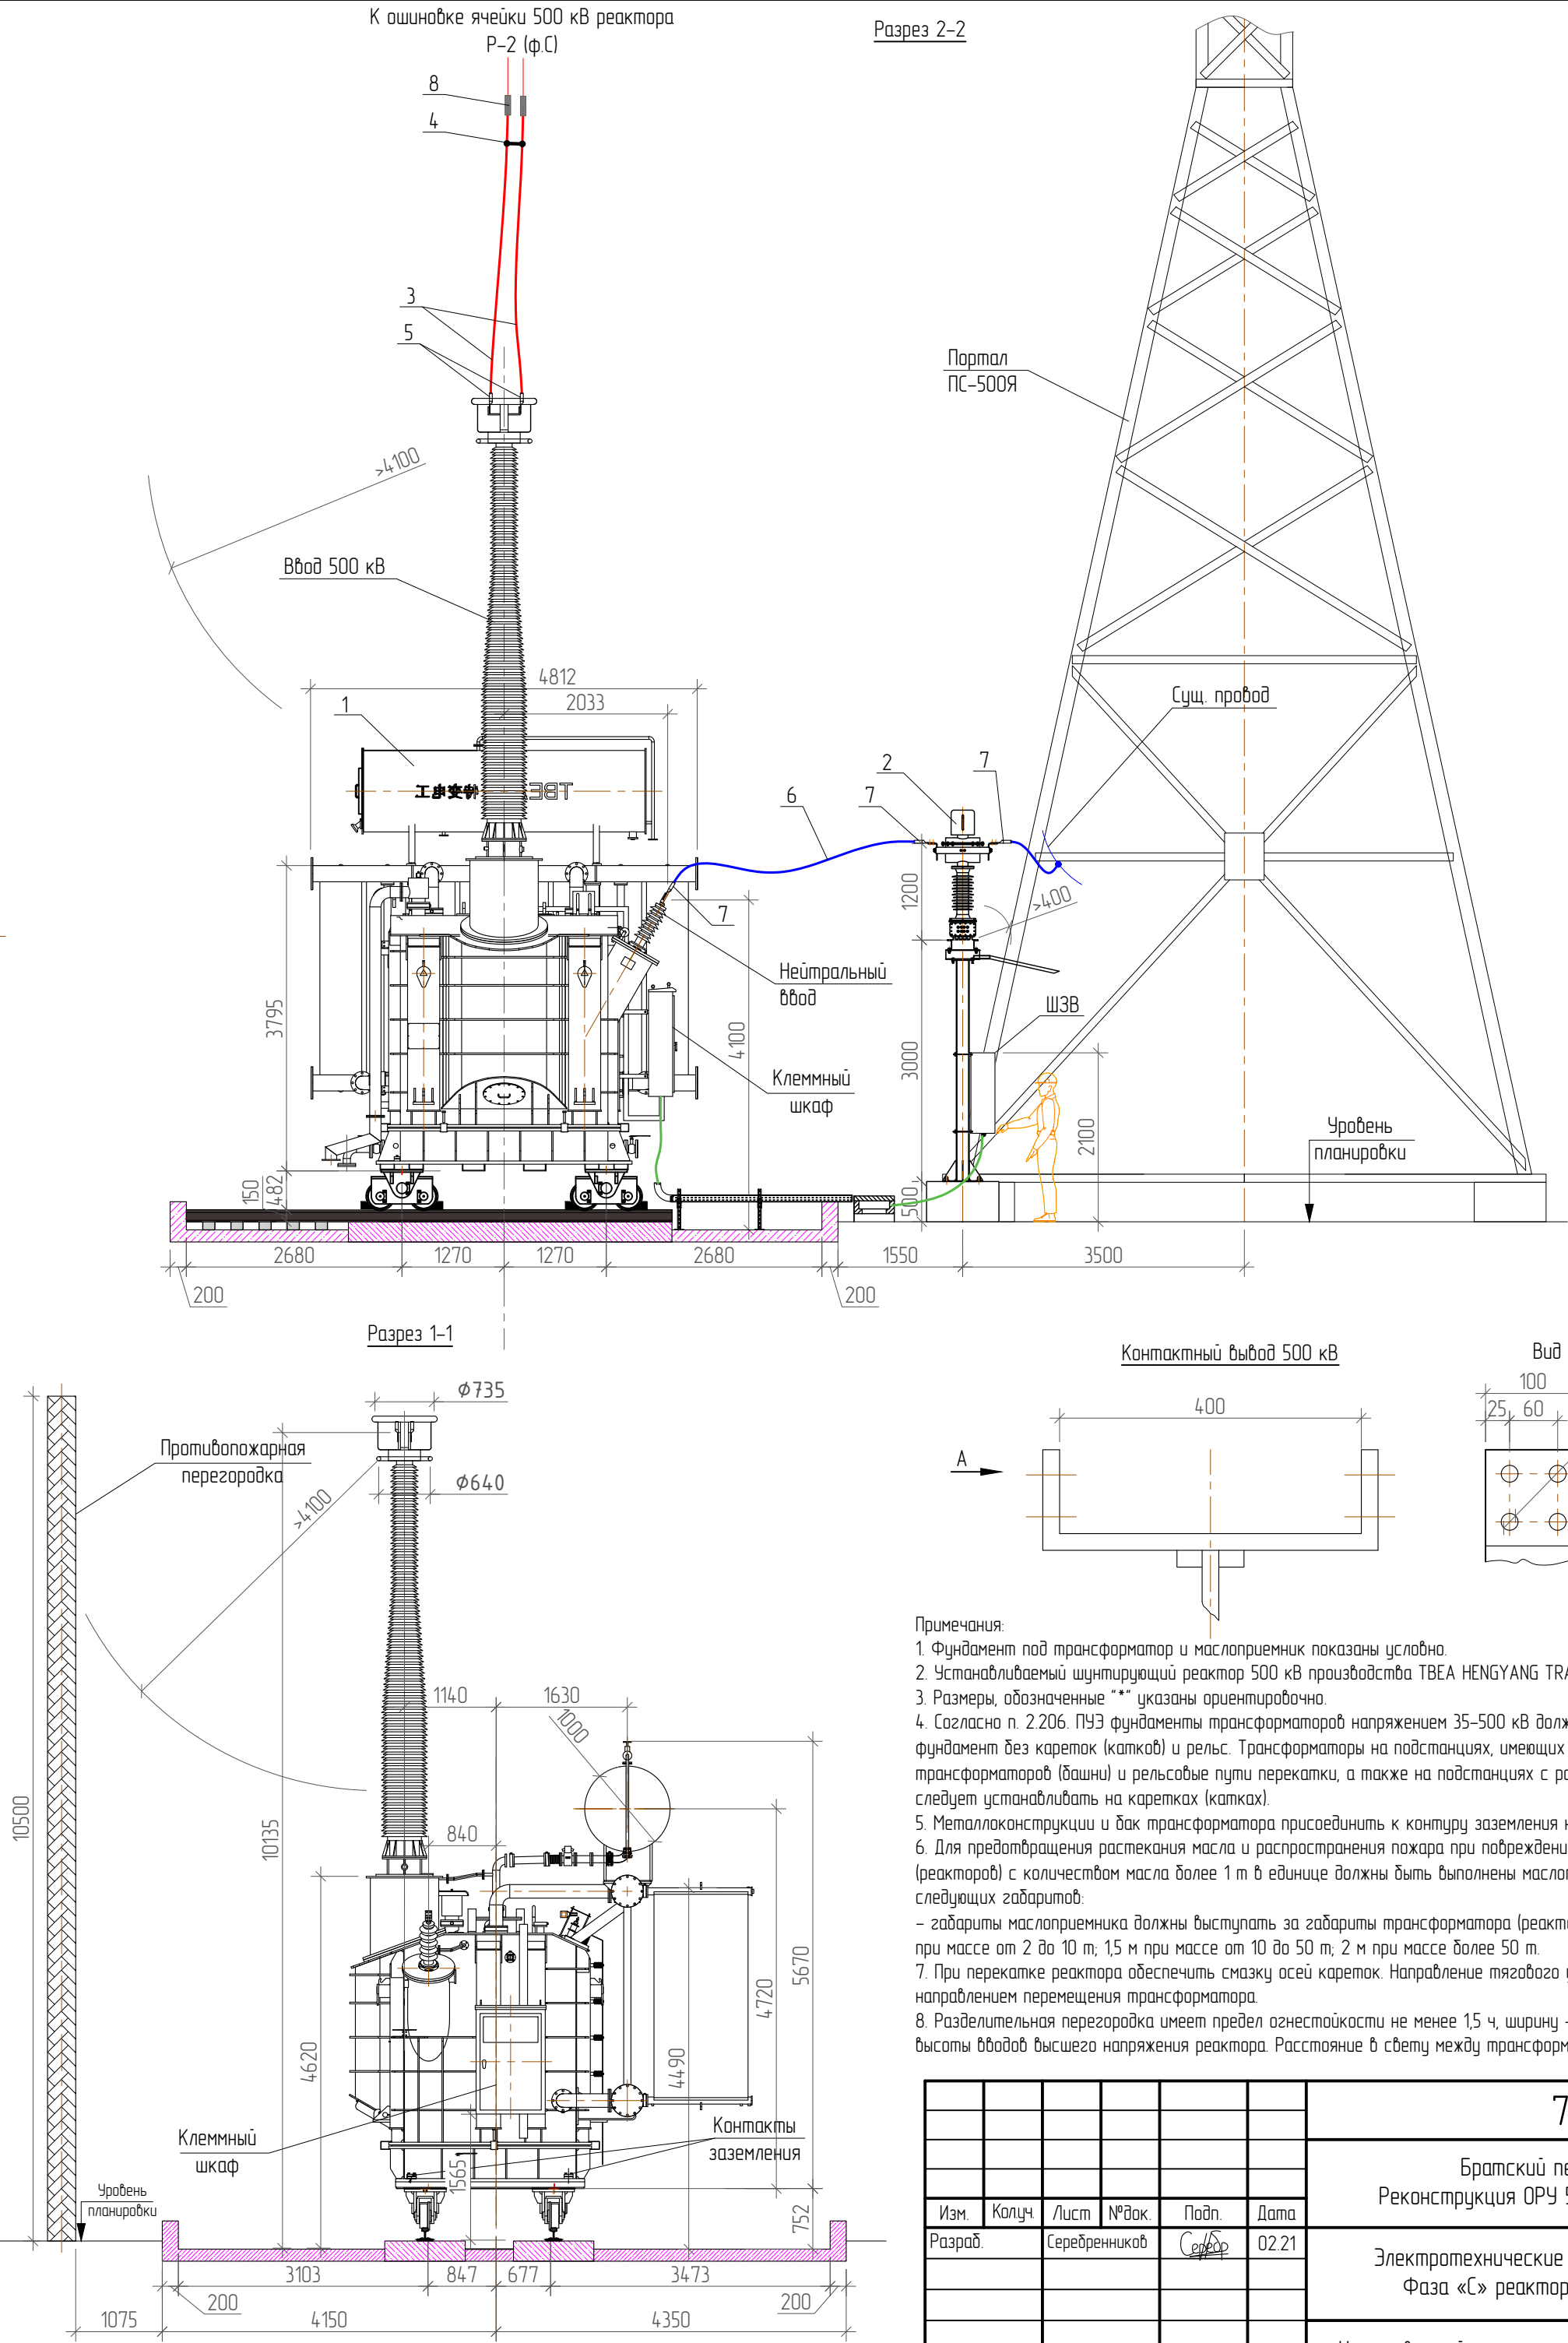 К ошиновке ячейки 500 кВ реактора
Р-2 (ф.С)
Разрез 2-2
8
4
3
5
Портал
ПС-500Я
>4100
Ввод 500 кВ
4812
2033
1
Сущ. провод
2
7
6
7
1200
>400
7
Нейтральный
ввод
ШЗВ
3795
4100
3000
Клеммный
шкаф
2100
Уровень
планировки
150
482
500
2680
1270
1270
2680
1550
3500
200
200
Разрез 1-1
Контактный вывод 500 кВ
Вид
Ø735
100
400
25
60
Противопожарная
перегородка
А
Ø640
>4100
Примечания:
1. Фундамент под трансформатор и маслоприемник показаны условно.
2. Устанавливаемый шунтирующий реактор 500 кВ производства TBEA HENGYANG TRA
3. Размеры, обозначенные "*" указаны ориентировочно.
4. Согласно п. 2.206. ПУЭ фундаменты трансформаторов напряжением 35-500 кВ долж
фундамент без кареток (катков) и рельс. Трансформаторы на подстанциях, имеющих
трансформаторов (башни) и рельсовые пути перекатки, а также на подстанциях с ра
следует устанавливать на каретках (катках).
5. Металлоконструкции и бак трансформатора присоединить к контуру заземления н
6. Для предотвращения растекания масла и распространения пожара при повреждени
(реакторов) с количеством масла более 1 т в единице должны быть выполнены маслоп
следующих габаритов:
- габариты маслоприемника должны выступать за габариты трансформатора (реакто
при массе от 2 до 10 т; 1,5 м при массе от 10 до 50 т; 2 м при массе более 50 т.
7. При перекатке реактора обеспечить смазку осей кареток. Направление тягового у
направлением перемещения трансформатора.
8. Разделительная перегородка имеет предел огнестойкости не менее 1,5 ч, ширину -
высоты вводов высшего напряжения реактора. Расстояние в свету между трансформ
1140
1630
1000
10500
10135
840
5670
4720
4620
4490
Клеммный
шкаф
Контакты
заземления
1565
Уровень
планировки
752
3103
847
677
3473
200
200
1075
4150
4350
7
Братский пе
Реконструкция ОРУ 5
Изм.
Кол.уч.
Лист
№док.
Подп.
Дата
Разраб.
Серебренников
Серебр
02.21
Электротехнические
Фаза «С» реактор